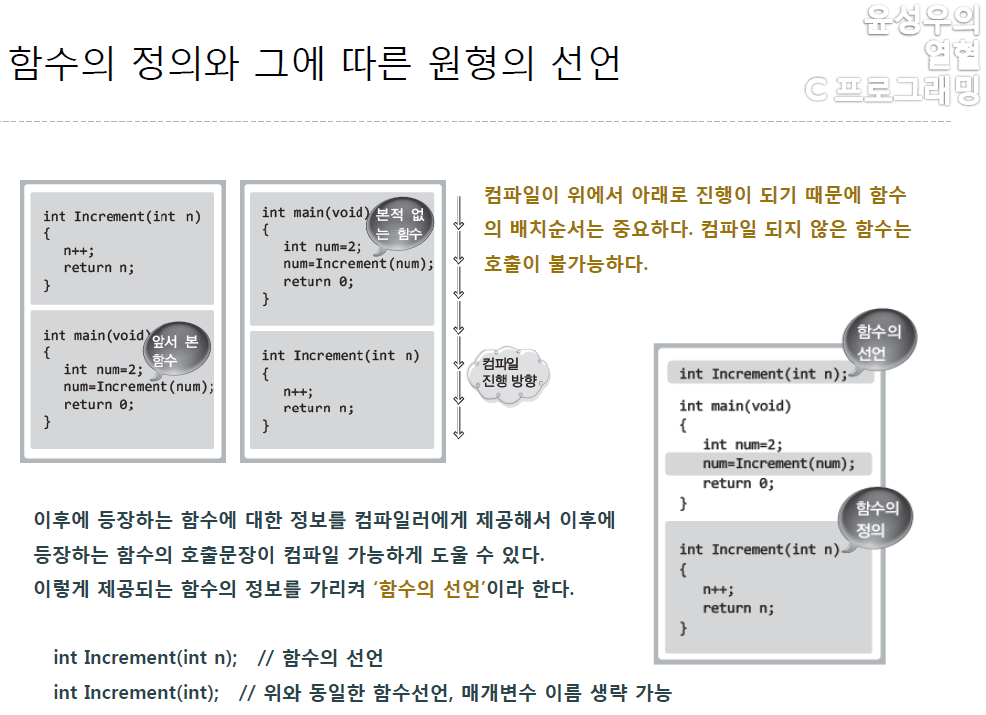 윤성우의
열혈
C 프로그래밍
함수의 정의와 그에 따른 원형의 선언
int Increment(int n)
{
n++;
return n;
}
int main(void)
앞서 본
함수
{
int num=2;
num=Increment(num);
return 0;
}
int main(void)
본적 없
는 함수
{
int num=2;
num=Increment(num);
return 0;
}
int Increment(int n)
{
n++;
return n;
}
컴파일
진행 방향
컴파일이 위에서 아래로 진행이 되기 때문에 함수
의 배치순서는 중요하다. 컴파일 되지 않은 함수는
호출이 불가능하다.
함수의
선언
int Increment(int n);
int main(void)
{
int num=2;
num=Increment(num);
return 0;
}
함수의
정의
int Increment(int n)
{
n++;
return n;
}
이후에 등장하는 함수에 대한 정보를 컴파일러에게 제공해서 이후에
등장하는 함수의 호출문장이 컴파일 가능하게 도울 수 있다.
이렇게 제공되는 함수의 정보를 가리켜 ‘함수의 선언’이라 한다.
int Increment(int n); // 함수의 선언
int Increment(int); // 위와 동일한 함수선언, 매개변수 이름 생략 가능